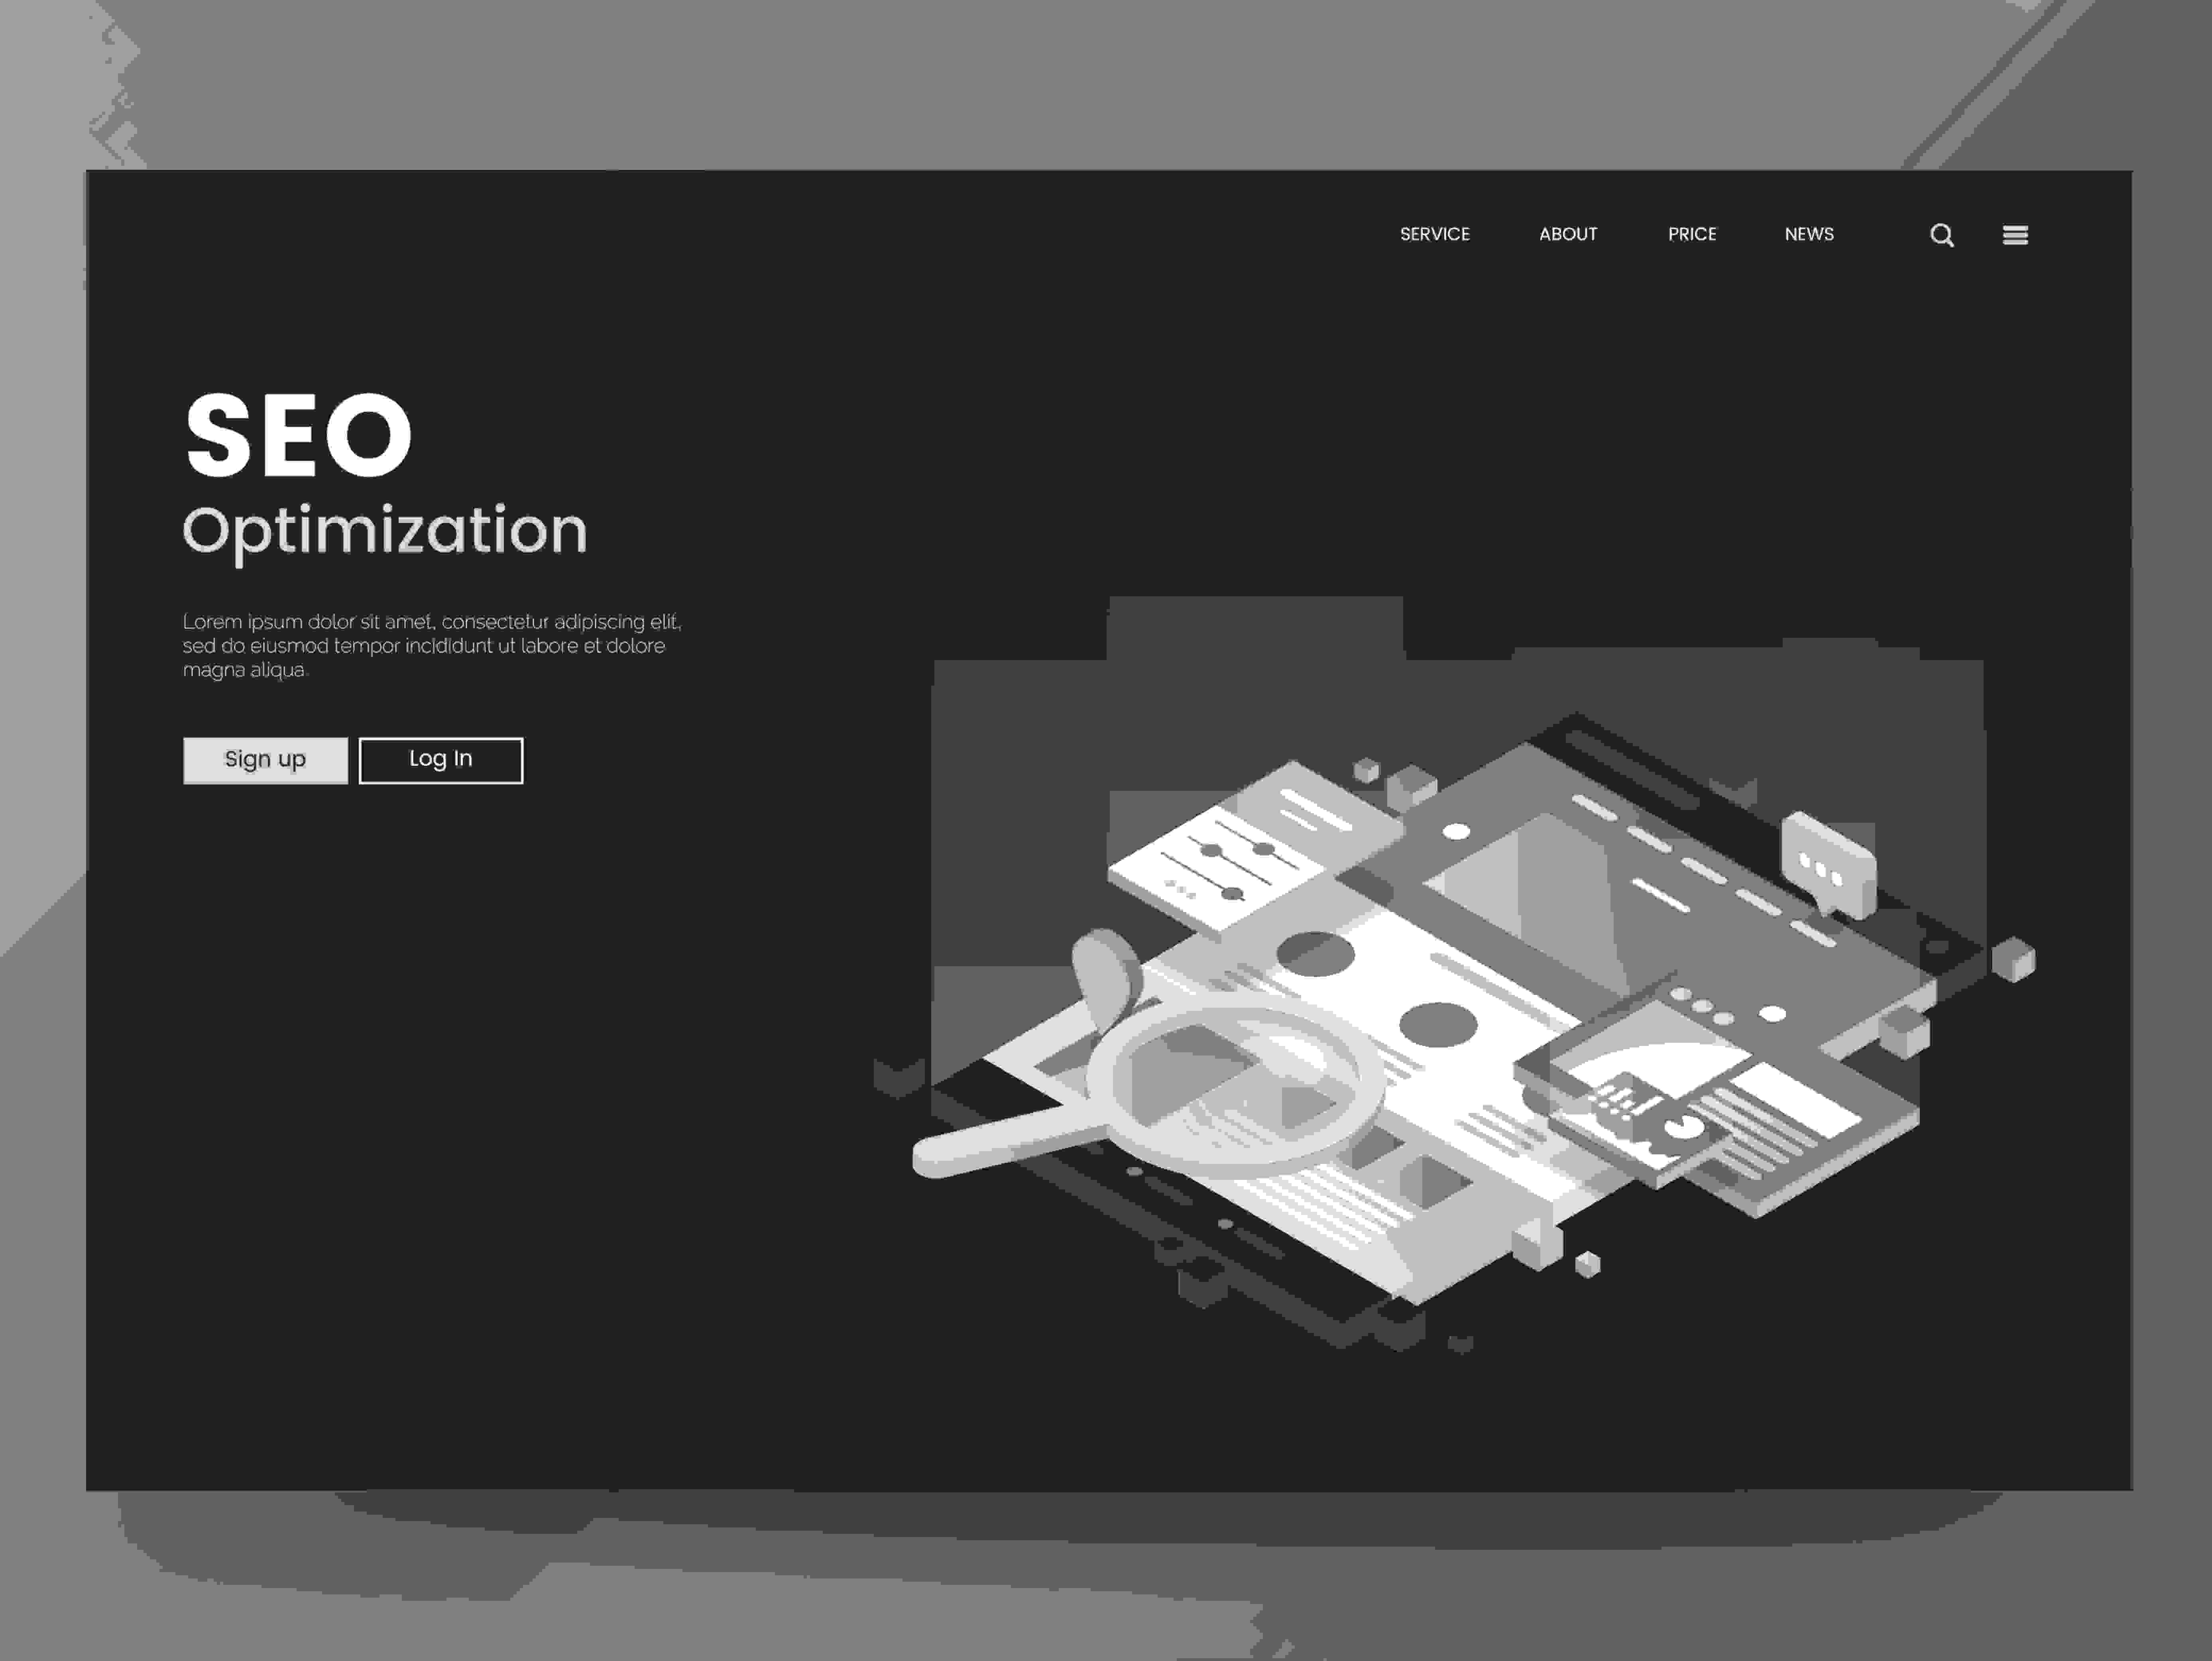 SERVICE ABOUT PRICE NEWS
SEO
Optimization
Lorem ipsum dolor sit amet, consectetur adipiscing elit,
sed do eiusmod tempor incididunt ut labore et dolore
magna aliqua.
Sign up Log In